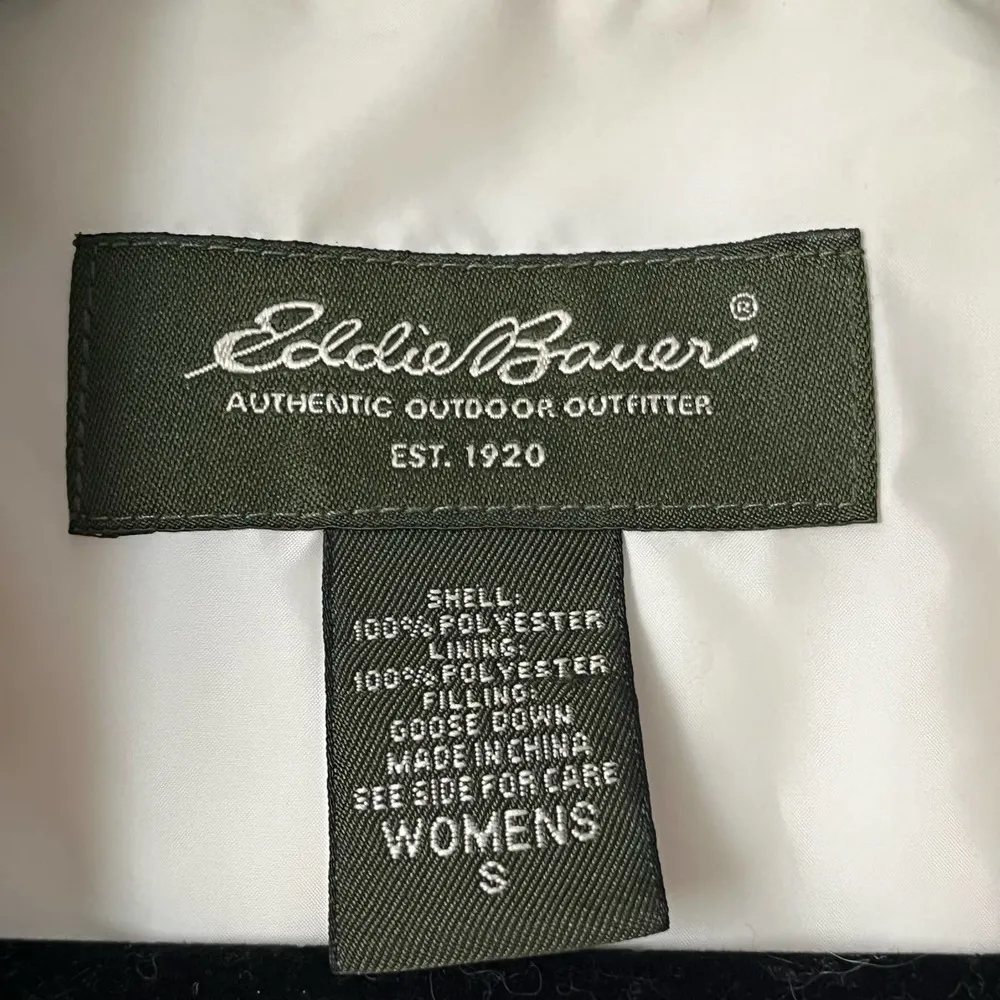 Eddie Bauer ®
AUTHENTIC OUTDOOR OUTFITTER
EST. 1920
SHELL:
100% POLYESTER
LINING:
100% POLYESTER
FILLING:
GOOSE DOWN
MADE IN CHINA
SEE SIDE FOR CARE
WOMENS
S